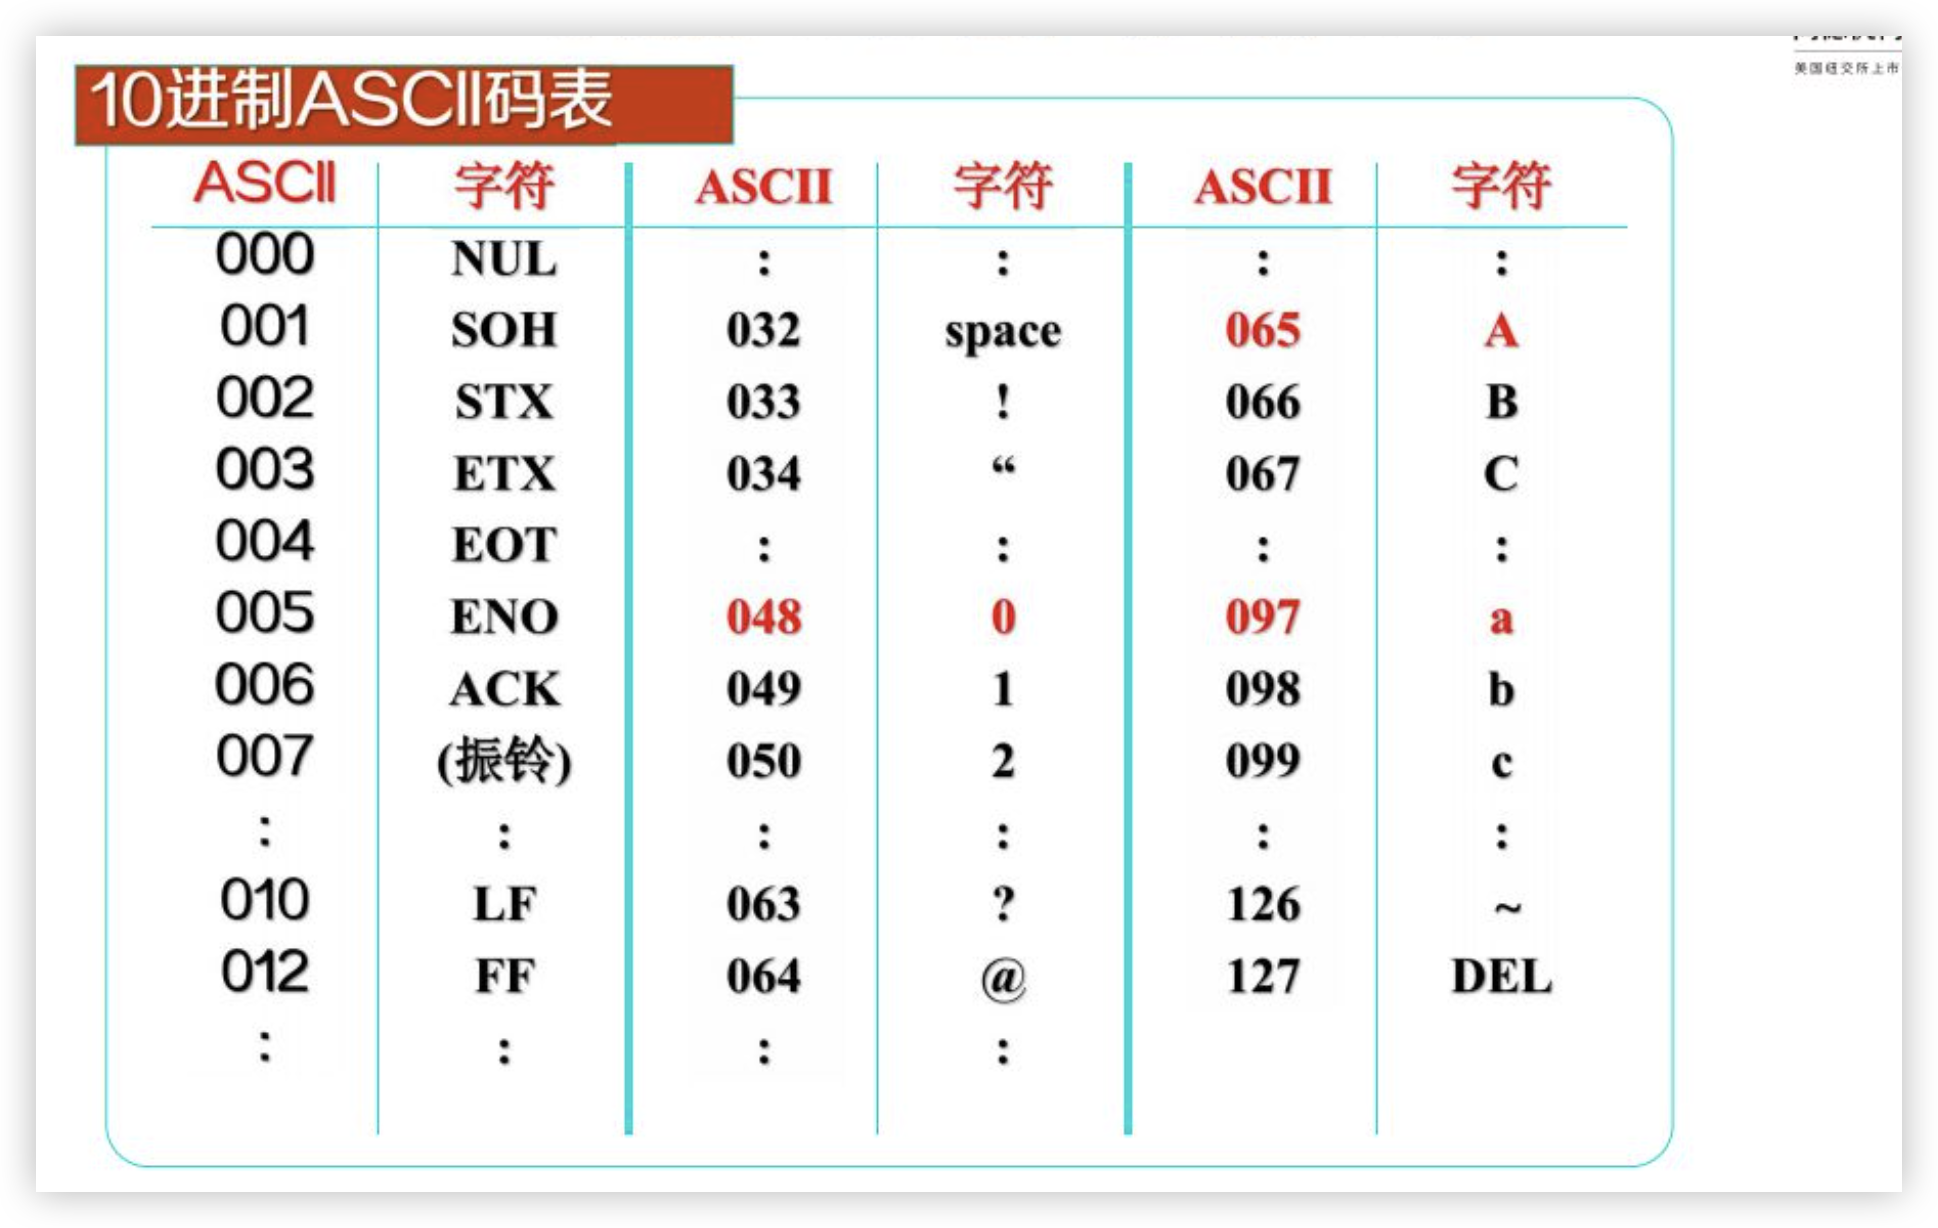 美国纽交所上市
10进制ASCII码表
ASCII 字符 ASCII 字符 ASCII 字符
000 NUL : : : :
001 SOH 032 space 065 A
002 STX 033 ! 066 B
003 ETX 034 “ 067 C
004 EOT : : : :
005 ENO 048 0 097 a
006 ACK 049 1 098 b
007 (振铃) 050 2 099 c
: : : : : :
010 LF 063 ? 126 ~
012 FF 064 @ 127 DEL
: : : :